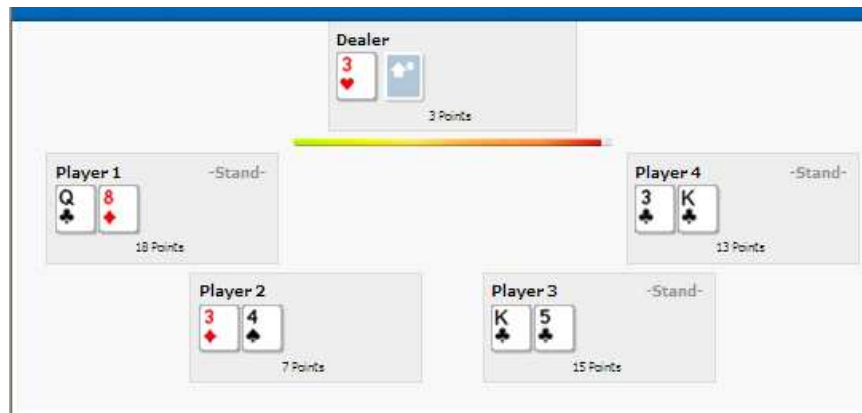 Dealer
3
3 Points
Player 1 -Stand-
Q 8
18 Points
Player 4 -Stand-
3 K
13 Points
Player 2
3 4
7 Points
Player 3 -Stand-
K 5
15 Points